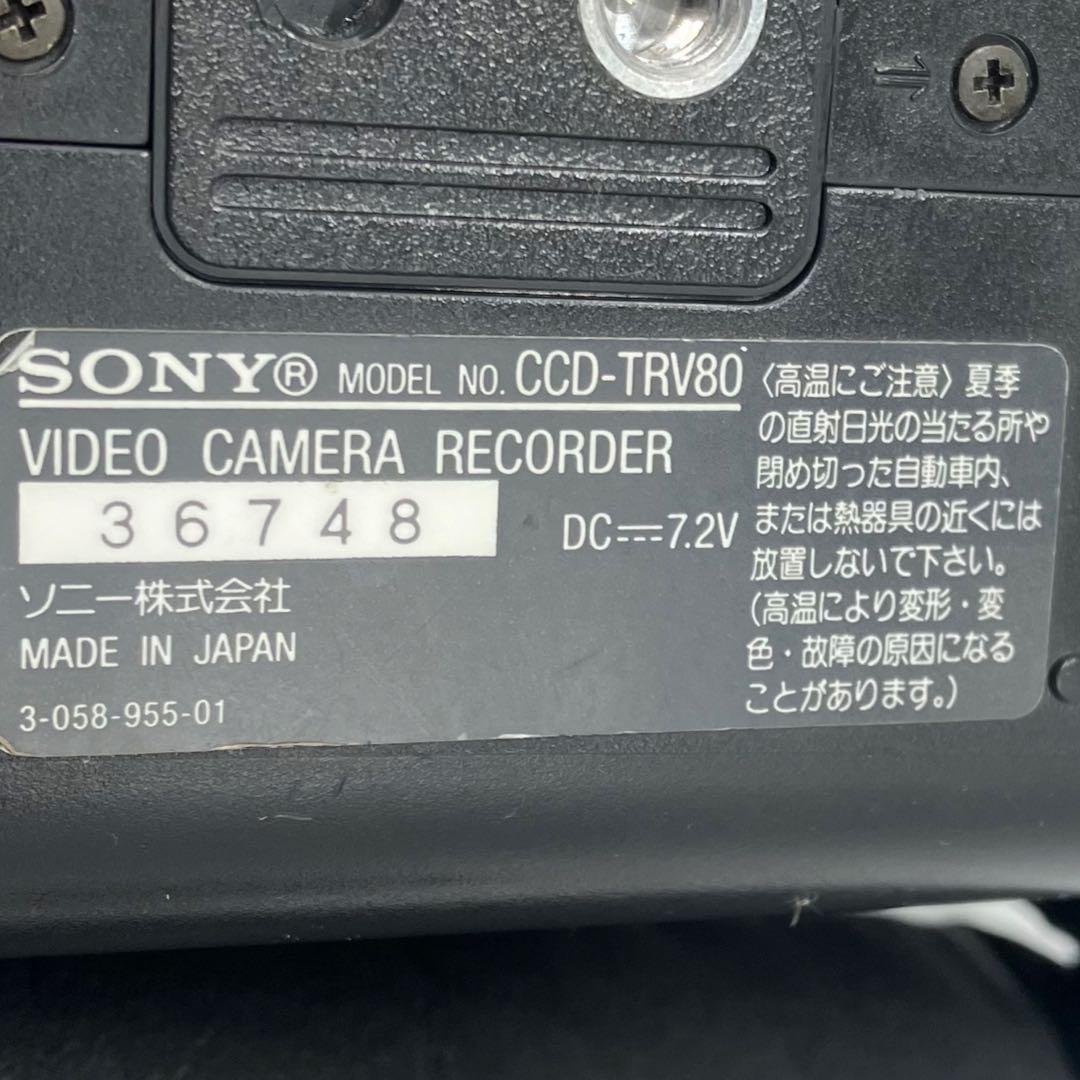 SONY® MODEL NO. CCD-TRV80
VIDEO CAMERA RECORDER
36748
DC⎓7.2V
ソニー株式会社
MADE IN JAPAN
3-058-955-01
〈高温にご注意〉夏季
の直射日光の当たる所や
閉め切った自動車内、
または熱器具の近くには
放置しないで下さい。
(高温により変形・変
色・故障の原因になる
ことがあります。)